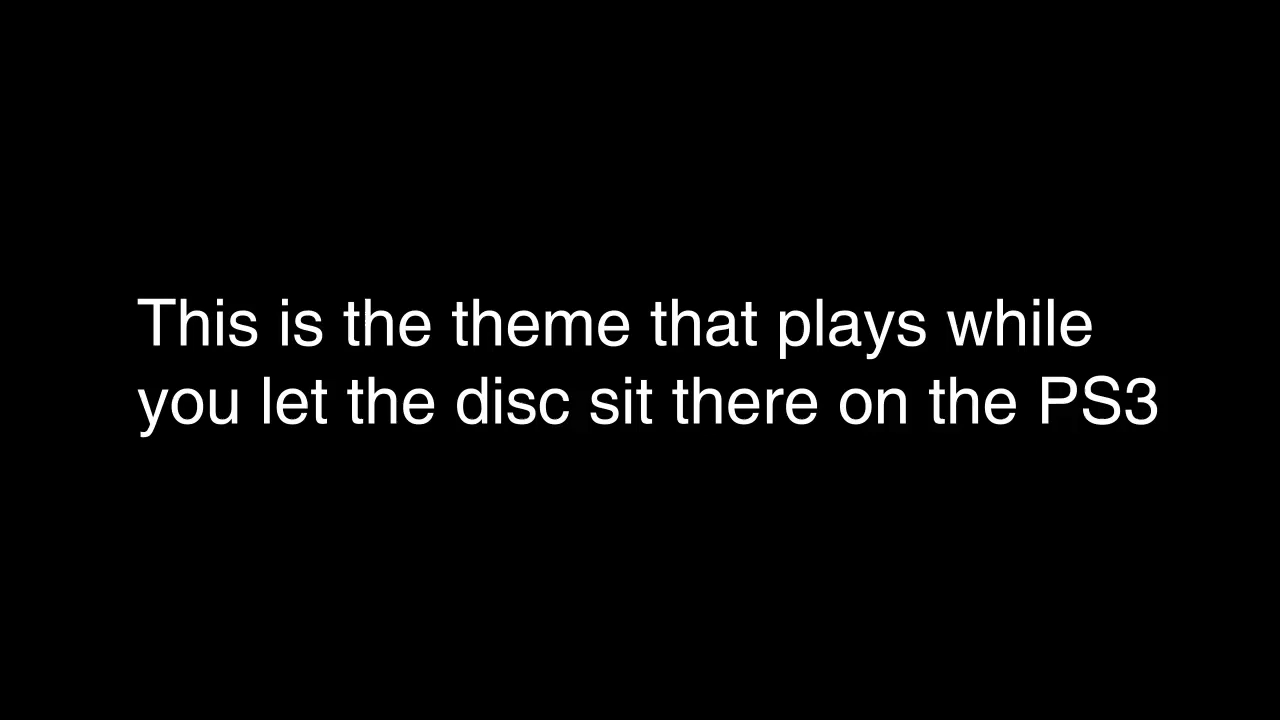 This is the theme that plays while
you let the disc sit there on the PS3